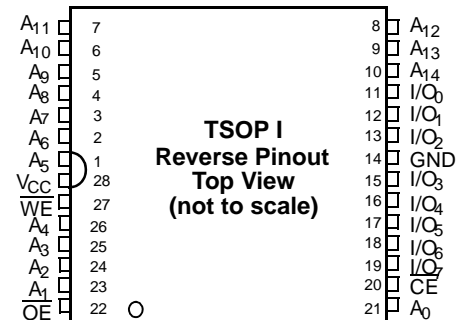 A11 7 8 A12
A10 6 9 A13
A9 5 10 A14
A8 4 11 I/O0
A7 3 12 I/O1
A6 2 13 I/O2
A5 1 14 GND
VCC 28 15 I/O3
WE 27 16 I/O4
A4 26 17 I/O5
A3 25 18 I/O6
A2 24 19 I/O7
A1 23 20 CE
OE 22 21 A0
TSOP I
Reverse Pinout
Top View
(not to scale)